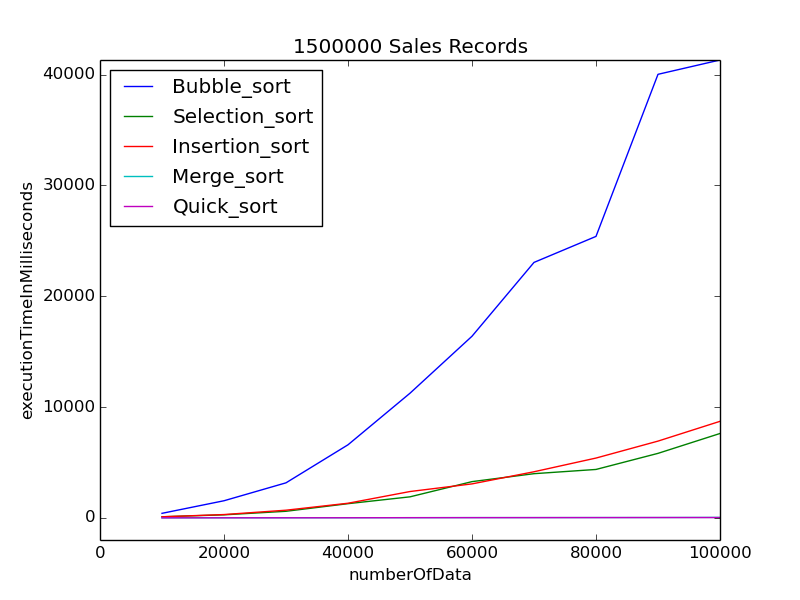 1500000 Sales Records
Bubble_sort
Selection_sort
Insertion_sort
Merge_sort
Quick_sort
executionTimeInMilliseconds
40000
30000
20000
10000
0
0
20000
40000
60000
80000
100000
numberOfData